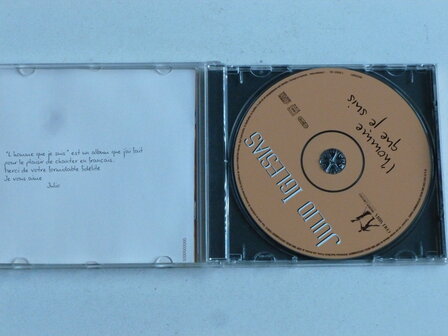 "L'homme que je suis" est un album que j'ai fait
pour le plaisir de chanter en français.
Merci de votre formidable fidélité
Je vous aime
Julio
l'homme
que je suis
JULIO IGLESIAS